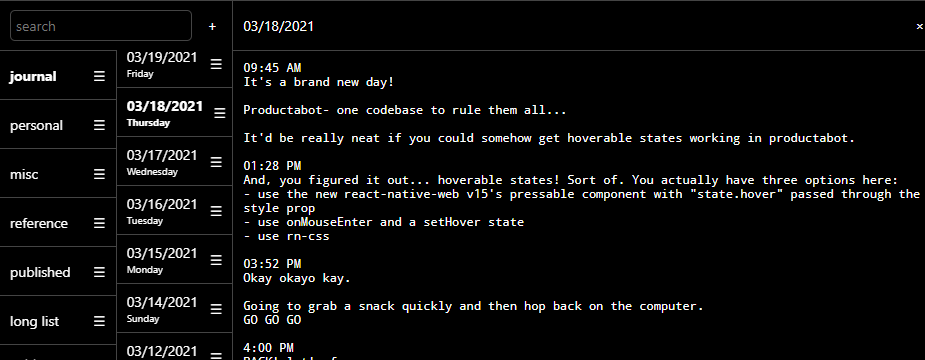 search
+
03/18/2021
×
journal
personal
misc
reference
published
long list
03/19/2021
Friday
03/18/2021
Thursday
03/17/2021
Wednesday
03/16/2021
Tuesday
03/15/2021
Monday
03/14/2021
Sunday
03/12/2021
09:45 AM
It's a brand new day!
Productabot- one codebase to rule them all...
It'd be really neat if you could somehow get hoverable states working in productabot.
01:28 PM
And, you figured it out... hoverable states! Sort of. You actually have three options here:
- use the new react-native-web v15's pressable component with "state.hover" passed through the
style prop
- use onMouseEnter and a setHover state
- use rn-css
03:52 PM
Okay okayo kay.
Going to grab a snack quickly and then hop back on the computer.
GO GO GO
4:00 PM